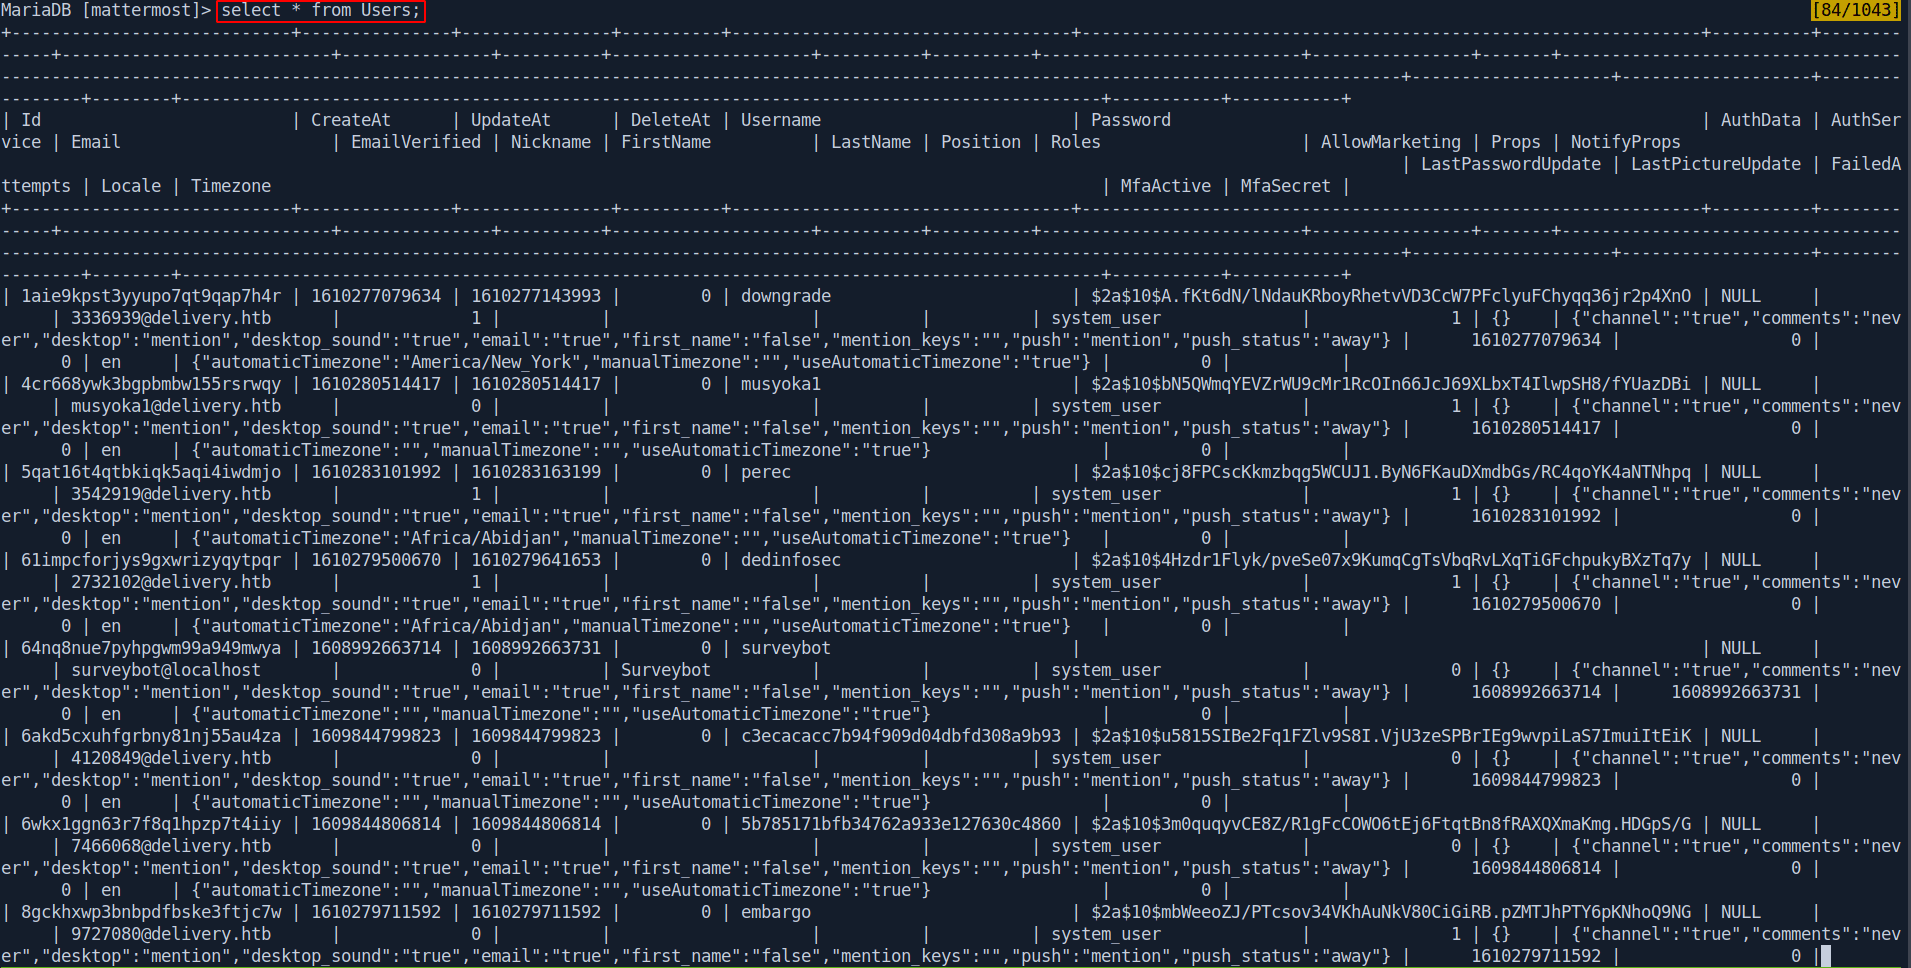 MariaDB [mattermost]> select * from Users; [84/1043]
| Id | CreateAt | UpdateAt | DeleteAt | Username | Password | AuthData | AuthSer
vice | Email | EmailVerified | Nickname | FirstName | LastName | Position | Roles | AllowMarketing | Props | NotifyProps
| LastPasswordUpdate | LastPictureUpdate | FailedA
ttempts | Locale | Timezone | MfaActive | MfaSecret |
| 1aie9kpst3yyupo7qt9qap7h4r | 1610277079634 | 1610277143993 | 0 | downgrade | $2a$10$A.fKt6dN/lNdauKRboyRhetvVD3CcW7PFclyuFChyqq36jr2p4XnO | NULL |
| 3336939@delivery.htb | 1 | | | | | system_user | 1 | {} | {"channel":"true","comments":"nev
er","desktop":"mention","desktop_sound":"true","email":"true","first_name":"false","mention_keys":"","push":"mention","push_status":"away"} | 1610277079634 | 0 |
0 | en | {"automaticTimezone":"America/New_York","manualTimezone":"","useAutomaticTimezone":"true"} | 0 | |
| 4cr668ywk3bgpbmbw155rsrwqy | 1610280514417 | 1610280514417 | 0 | musyoka1 | $2a$10$bN5QWmqYEVZrWU9cMr1RcOIn66JcJ69XLbxT4IlwpSH8/fYUazDBi | NULL |
| musyoka1@delivery.htb | 0 | | | | | system_user | 1 | {} | {"channel":"true","comments":"nev
er","desktop":"mention","desktop_sound":"true","email":"true","first_name":"false","mention_keys":"","push":"mention","push_status":"away"} | 1610280514417 | 0 |
0 | en | {"automaticTimezone":"","manualTimezone":"","useAutomaticTimezone":"true"} | 0 | |
| 5qat16t4qtbkiqk5aqi4iwdmjo | 1610283101992 | 1610283163199 | 0 | perec | $2a$10$cj8FPCscKkmzbqg5WCUJ1.ByN6FKauDXmdbGs/RC4qoYK4aNTNhpq | NULL |
| 3542919@delivery.htb | 1 | | | | | system_user | 1 | {} | {"channel":"true","comments":"nev
er","desktop":"mention","desktop_sound":"true","email":"true","first_name":"false","mention_keys":"","push":"mention","push_status":"away"} | 1610283101992 | 0 |
0 | en | {"automaticTimezone":"Africa/Abidjan","manualTimezone":"","useAutomaticTimezone":"true"} | 0 | |
| 61impcforjys9gxwrizyqytpqr | 1610279500670 | 1610279641653 | 0 | dedinfosec | $2a$10$4Hzdr1Flyk/pveSe07x9KumqCgTsVbqRvLXqTiGFchpukyBXzTq7y | NULL |
| 2732102@delivery.htb | 1 | | | | | system_user | 1 | {} | {"channel":"true","comments":"nev
er","desktop":"mention","desktop_sound":"true","email":"true","first_name":"false","mention_keys":"","push":"mention","push_status":"away"} | 1610279500670 | 0 |
0 | en | {"automaticTimezone":"Africa/Abidjan","manualTimezone":"","useAutomaticTimezone":"true"} | 0 | |
| 64nq8nue7pyhpgwm99a949mwya | 1608992663714 | 1608992663731 | 0 | surveybot | | NULL |
| surveybot@localhost | 0 | | Surveybot | | | system_user | 0 | {} | {"channel":"true","comments":"nev
er","desktop":"mention","desktop_sound":"true","email":"true","first_name":"false","mention_keys":"","push":"mention","push_status":"away"} | 1608992663714 | 1608992663731 |
0 | en | {"automaticTimezone":"","manualTimezone":"","useAutomaticTimezone":"true"} | 0 | |
| 6akd5cxuhfgrbny81nj55au4za | 1609844799823 | 1609844799823 | 0 | c3ecacacc7b94f909d04dbfd308a9b93 | $2a$10$u5815SIBe2Fq1FZlv9S8I.VjU3zeSPBrIEg9wvpiLaS7ImuiItEiK | NULL |
| 4120849@delivery.htb | 0 | | | | | system_user | 0 | {} | {"channel":"true","comments":"nev
er","desktop":"mention","desktop_sound":"true","email":"true","first_name":"false","mention_keys":"","push":"mention","push_status":"away"} | 1609844799823 | 0 |
0 | en | {"automaticTimezone":"","manualTimezone":"","useAutomaticTimezone":"true"} | 0 | |
| 6wkx1ggn63r7f8q1hpzp7t4iiy | 1609844806814 | 1609844806814 | 0 | 5b785171bfb34762a933e127630c4860 | $2a$10$3m0quqyvCE8Z/R1gFcCOWO6tEj6FtqtBn8fRAXQXmaKmg.HDGpS/G | NULL |
| 7466068@delivery.htb | 0 | | | | | system_user | 0 | {} | {"channel":"true","comments":"nev
er","desktop":"mention","desktop_sound":"true","email":"true","first_name":"false","mention_keys":"","push":"mention","push_status":"away"} | 1609844806814 | 0 |
0 | en | {"automaticTimezone":"","manualTimezone":"","useAutomaticTimezone":"true"} | 0 | |
| 8gckhxwp3bnbpdfbske3ftjc7w | 1610279711592 | 1610279711592 | 0 | embargo | $2a$10$mbWeeoZJ/PTcsov34VKhAuNkV80CiGiRB.pZMTJhPTY6pKNhoQ9NG | NULL |
| 9727080@delivery.htb | 0 | | | | | system_user | 1 | {} | {"channel":"true","comments":"nev
er","desktop":"mention","desktop_sound":"true","email":"true","first_name":"false","mention_keys":"","push":"mention","push_status":"away"} | 1610279711592 | 0 |